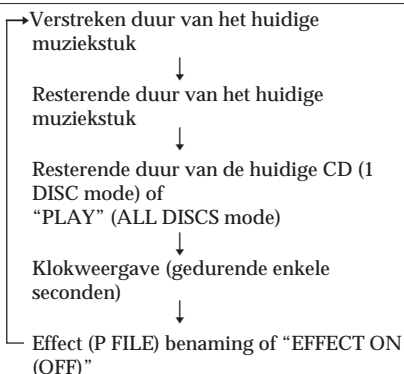 Verstreken duur van het huidige
muziekstuk
Resterende duur van het huidige
muziekstuk
Resterende duur van de huidige CD (1
DISC mode) of
“PLAY” (ALL DISCS mode)
Klokweergave (gedurende enkele
seconden)
Effect (P FILE) benaming of “EFFECT ON
(OFF)”